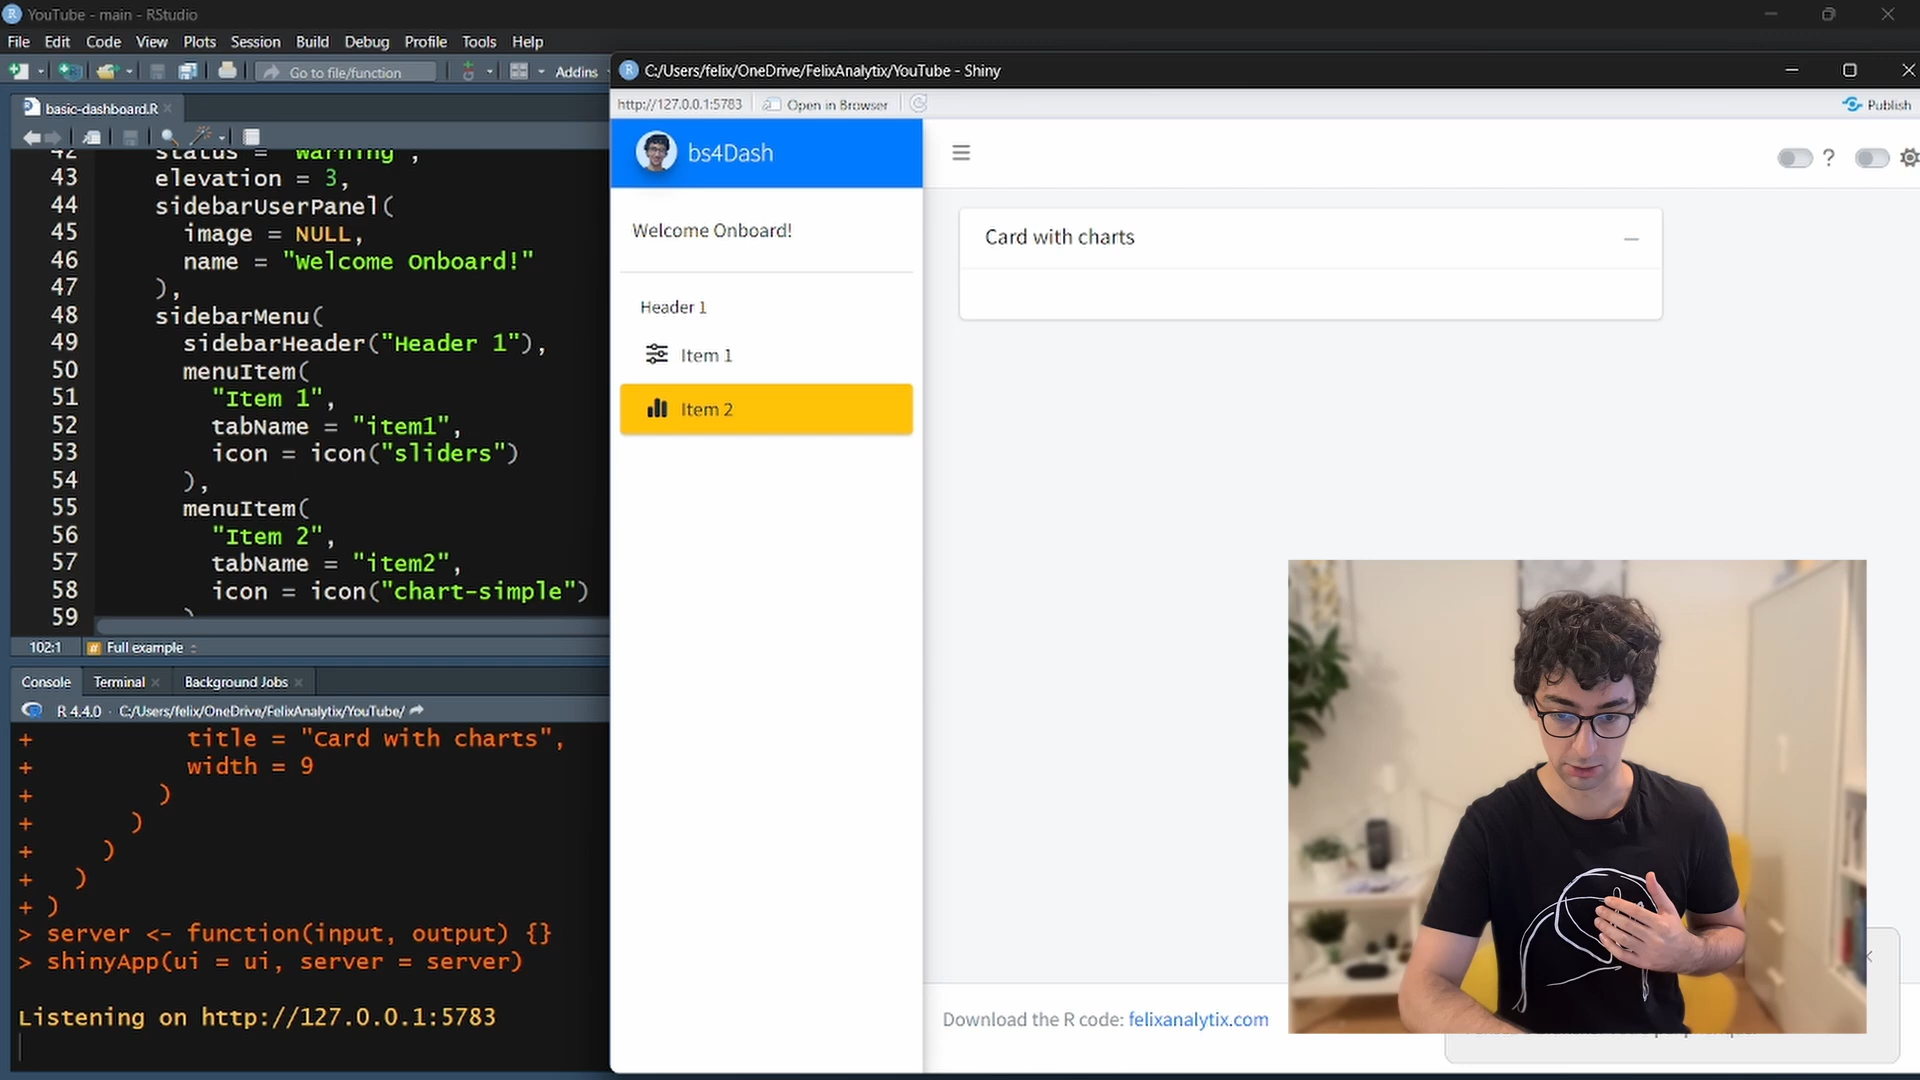 YouTube - main - RStudio
File Edit Code View Plots Session Build Debug Profile Tools Help
Go to file/function
Addins
basic-dashboard.R
42 status = "warning",
43 elevation = 3,
44 sidebarUserPanel(
45 image = NULL,
46 name = "Welcome Onboard!"
47 ),
48 sidebarMenu(
49 sidebarHeader("Header 1"),
50 menuItem(
51 "Item 1",
52 tabName = "item1",
53 icon = icon("sliders")
54 ),
55 menuItem(
56 "Item 2",
57 tabName = "item2",
58 icon = icon("chart-simple")
59 )
102:1 # Full example
Console Terminal Background Jobs
R 4.4.0 · C:/Users/felix/OneDrive/FelixAnalytix/YouTube/
+ title = "Card with charts",
+ width = 9
+ )
+ )
+ )
+ )
+ )
> server <- function(input, output) {}
> shinyApp(ui = ui, server = server)
Listening on http://127.0.0.1:5783
C:/Users/felix/OneDrive/FelixAnalytix/YouTube - Shiny
http://127.0.0.1:5783 Open in Browser
Publish
bs4Dash
?
Welcome Onboard!
Header 1
Item 1
Item 2
Card with charts
Download the R code: felixanalytix.com